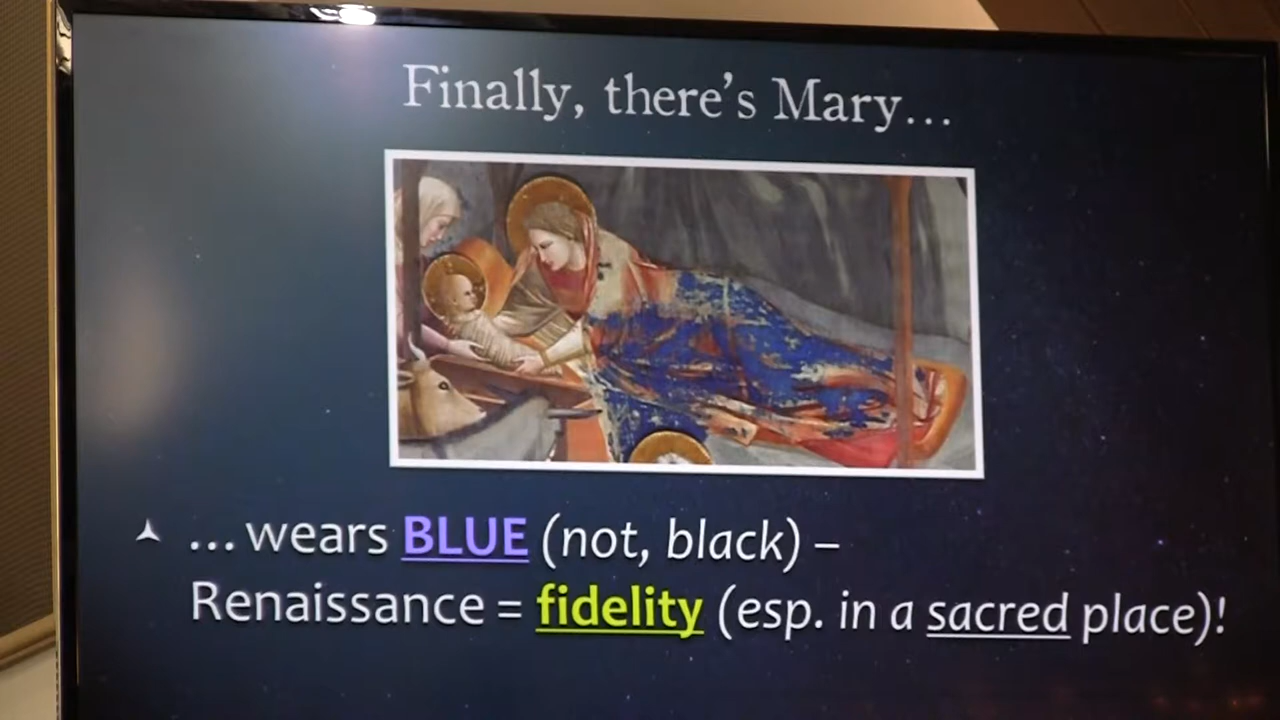 Finally, there's Mary...
... wears BLUE (not, black) –
Renaissance = fidelity (esp. in a sacred place)!